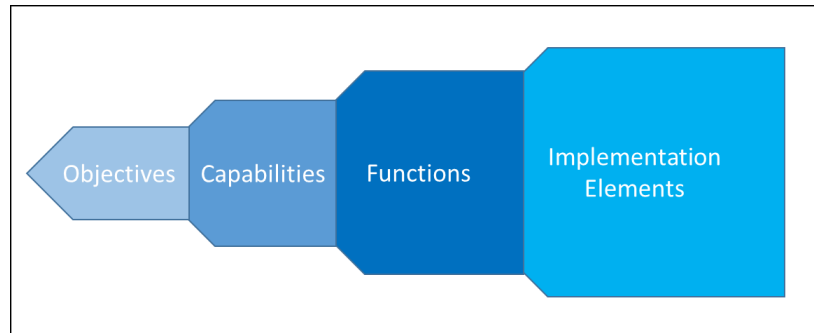 Objectives
Capabilities
Functions
Implementation
Elements